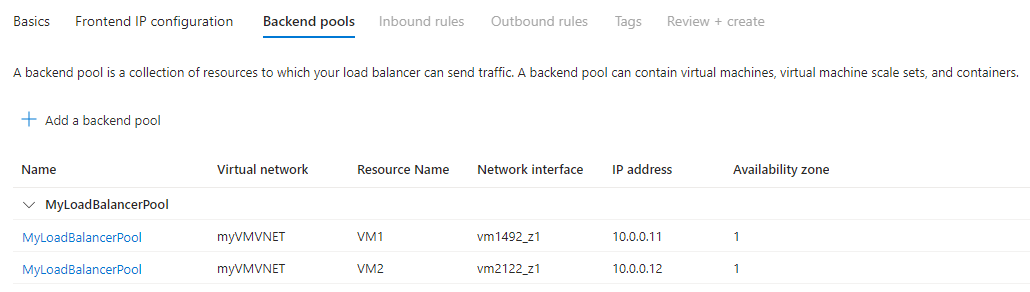 Basics Frontend IP configuration Backend pools Inbound rules Outbound rules Tags Review + create
A backend pool is a collection of resources to which your load balancer can send traffic. A backend pool can contain virtual machines, virtual machine scale sets, and containers.
Add a backend pool
Name Virtual network Resource Name Network interface IP address Availability zone
MyLoadBalancerPool
MyLoadBalancerPool myVMVNET VM1 vm1492_z1 10.0.0.11 1
MyLoadBalancerPool myVMVNET VM2 vm2122_z1 10.0.0.12 1